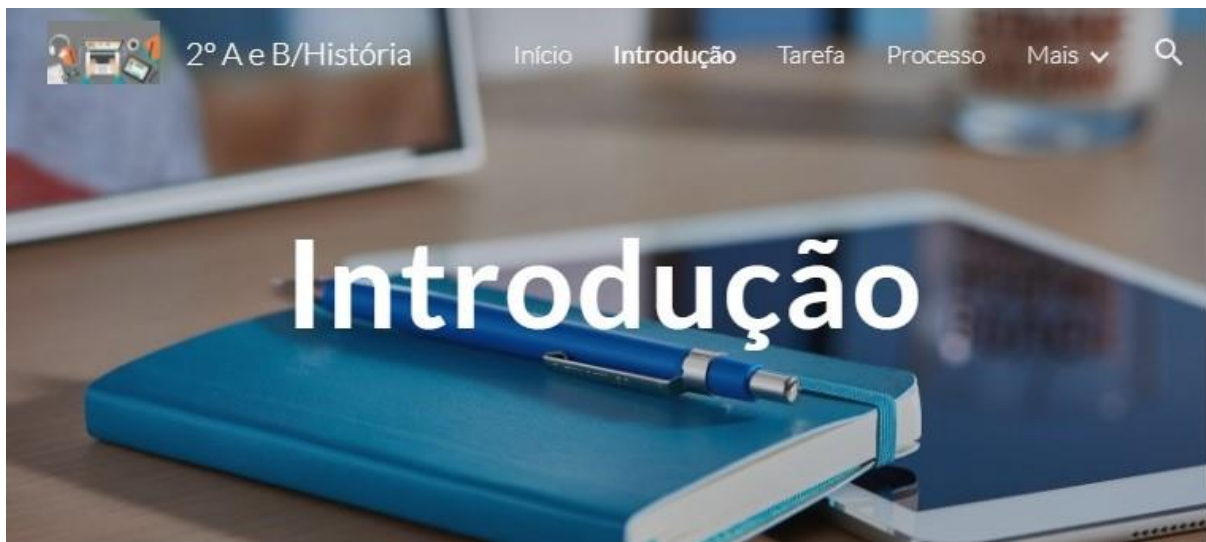 2º A e B/História
Início Introdução Tarefa Processo Mais
Introdução